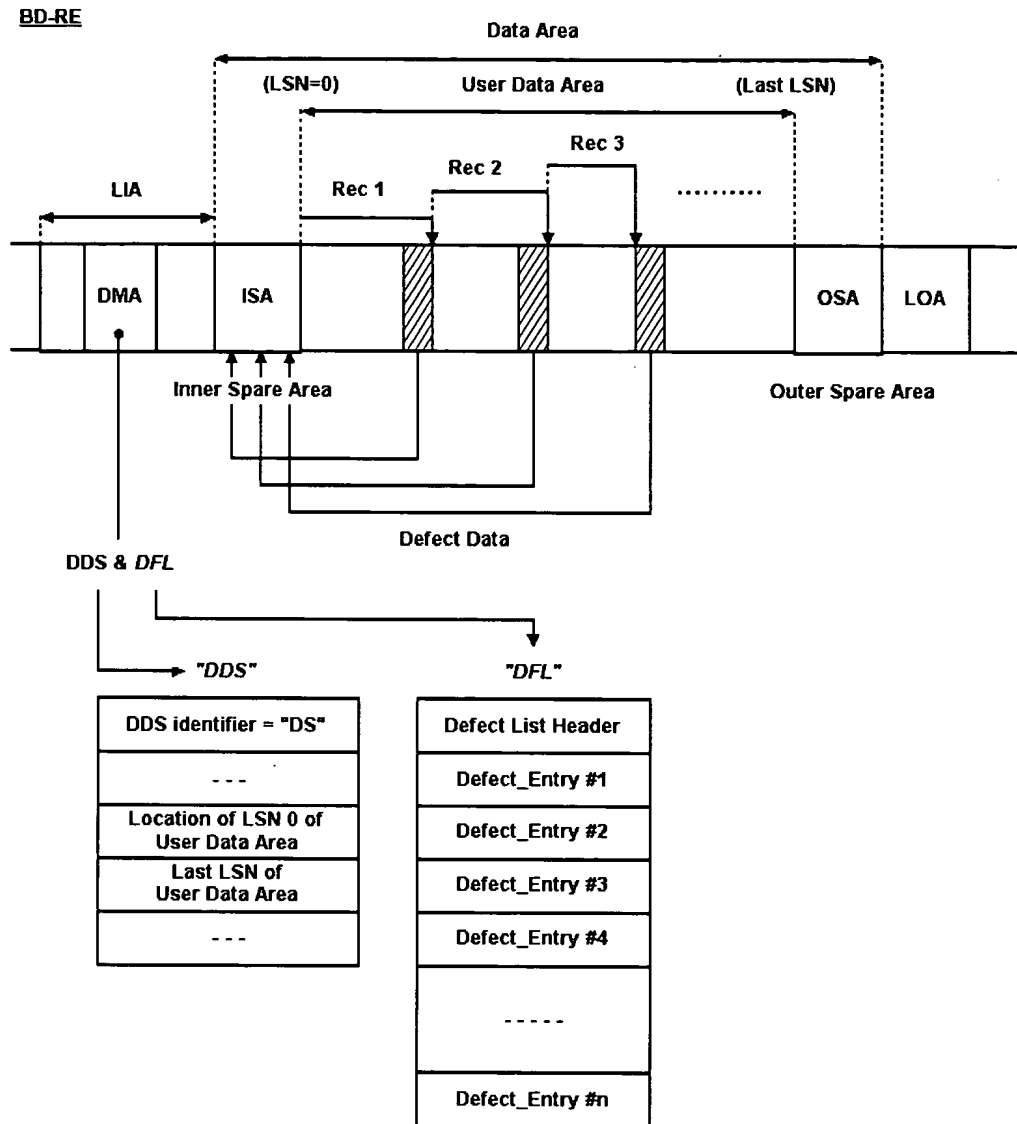 BD-RE
Data Area
(LSN=0)
User Data Area
(Last LSN)
Rec 3
Rec 2
Rec 1
LIA
DMA
ISA
OSA
LOA
Inner Spare Area
Outer Spare Area
Defect Data
DDS & DFL
"DDS"
"DFL"
DDS identifier = "DS"
- - -
Location of LSN 0 of
User Data Area
Last LSN of
User Data Area
- - -
Defect List Header
Defect_Entry #1
Defect_Entry #2
Defect_Entry #3
Defect_Entry #4
- - - - -
Defect_Entry #n